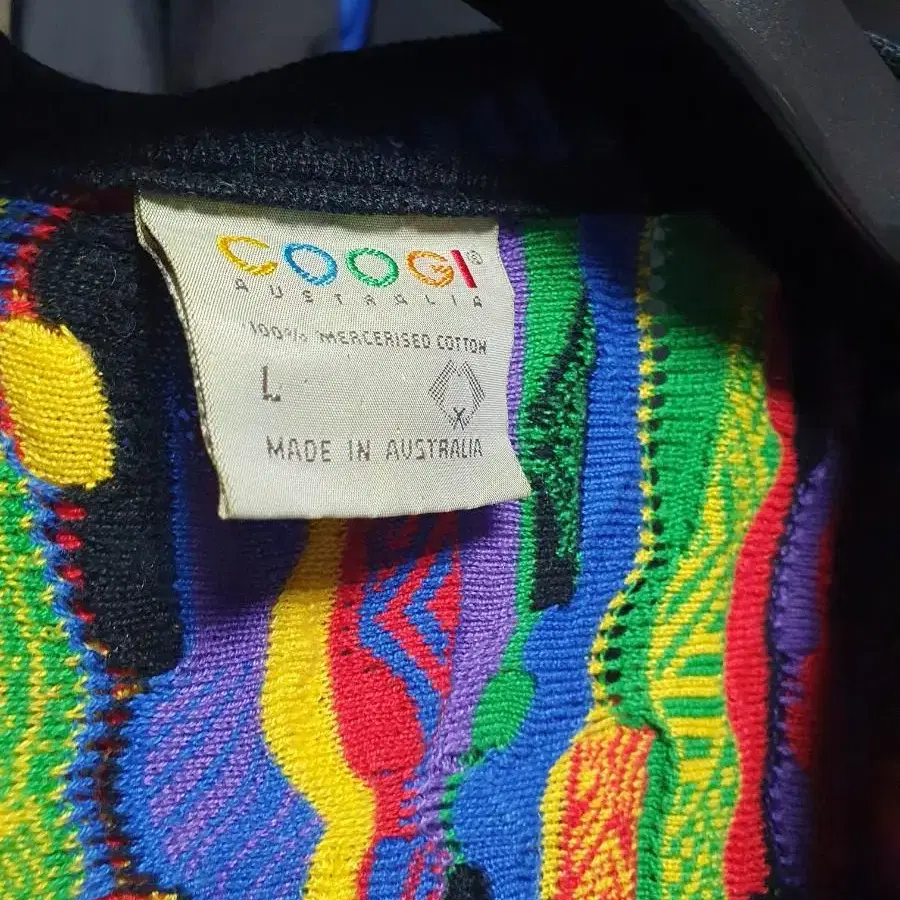 COOGI®
AUSTRALIA
100% MERCERISED COTTON
L
MADE IN AUSTRALIA